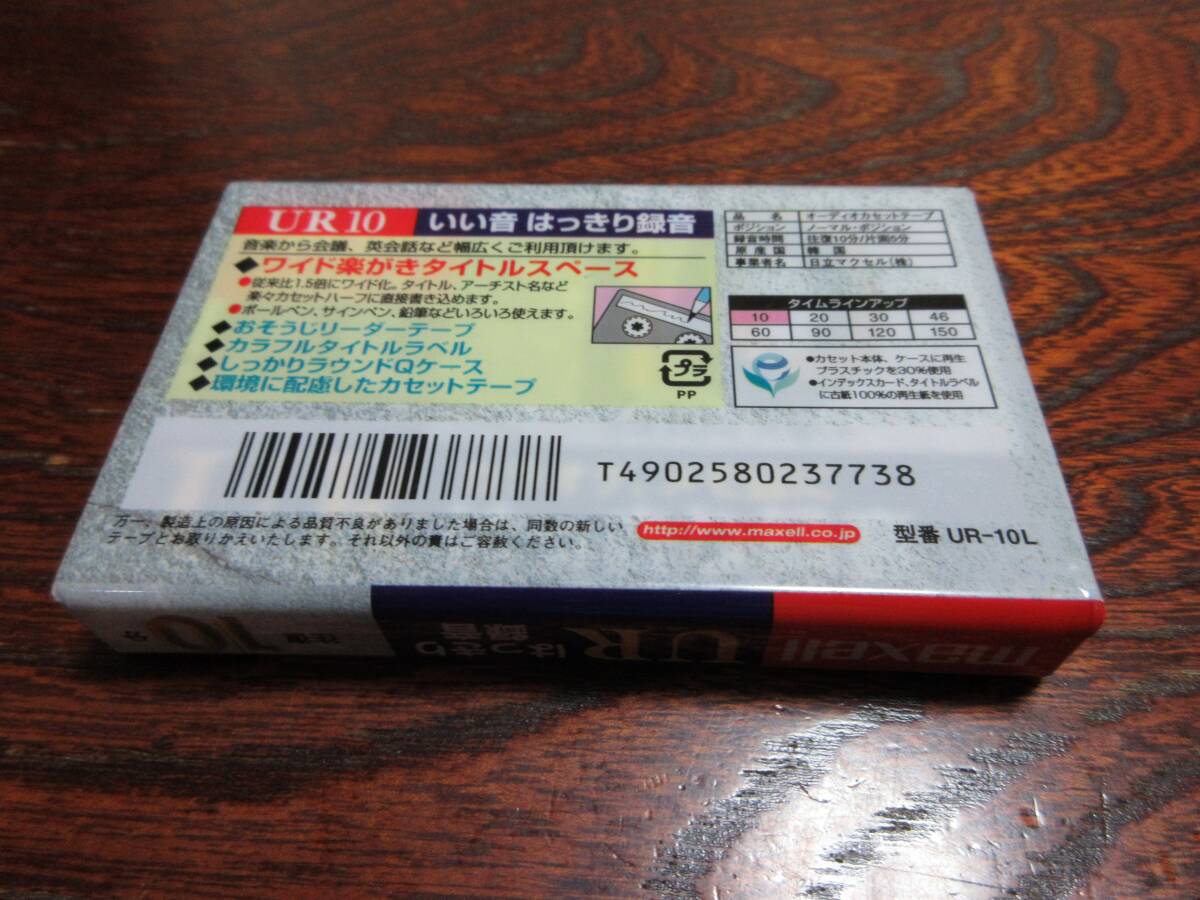 UR10 いい音 はっきり録音
音楽から会議、英会話など幅広くご利用頂けます。
◆ワイド楽がきタイトルスペース
●従来比1.5倍にワイド化。タイトル、アーチスト名など
楽々カセットハーフに直接書き込めます。
●ボールペン、サインペン、鉛筆などいろいろ使えます。
◆おそうじリーダーテープ
◆カラフルタイトルラベル
◆しっかりラウンドQケース
◆環境に配慮したカセットテープ
プラ
PP
品名 オーディオカセットテープ
ポジション ノーマル・ポジション
録音時間 往復10分/片面5分
原産国 韓国
事業者名 日立マクセル(株)
タイムラインアップ
10 20 30 46
60 90 120 150
●カセット本体、ケースに再生
プラスチックを30%使用
●インデックスカード、タイトルラベル
に古紙100%の再生紙を使用
T4902580237738
万一、製造上の原因による品質不良がありました場合は、同数の新しい
テープとお取りかえいたします。それ以外の責はご容赦ください。
http://www.maxell.co.jp
型番 UR-10L
maxell
UR はっきり
録音
往復 10 分